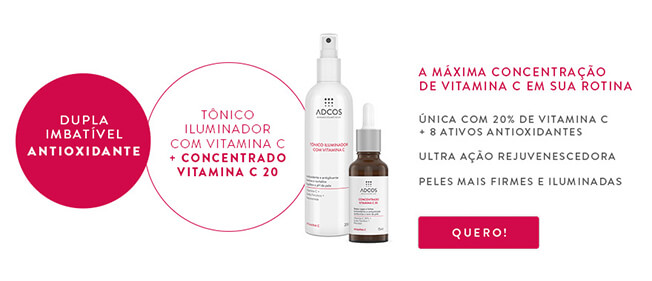 DUPLA
IMBATÍVEL
ANTIOXIDANTE
TÔNICO
ILUMINADOR
COM VITAMINA C
+ CONCENTRADO
VITAMINA C 20
ADCOS
TÔNICO ILUMINADOR
COM VITAMINA C
VITAMINA C
ADCOS
CONCENTRADO
VITAMINA C 20
A MÁXIMA CONCENTRAÇÃO
DE VITAMINA C EM SUA ROTINA
ÚNICA COM 20% DE VITAMINA C
+ 8 ATIVOS ANTIOXIDANTES
ULTRA AÇÃO REJUVENESCEDORA
PELES MAIS FIRMES E ILUMINADAS
QUERO!